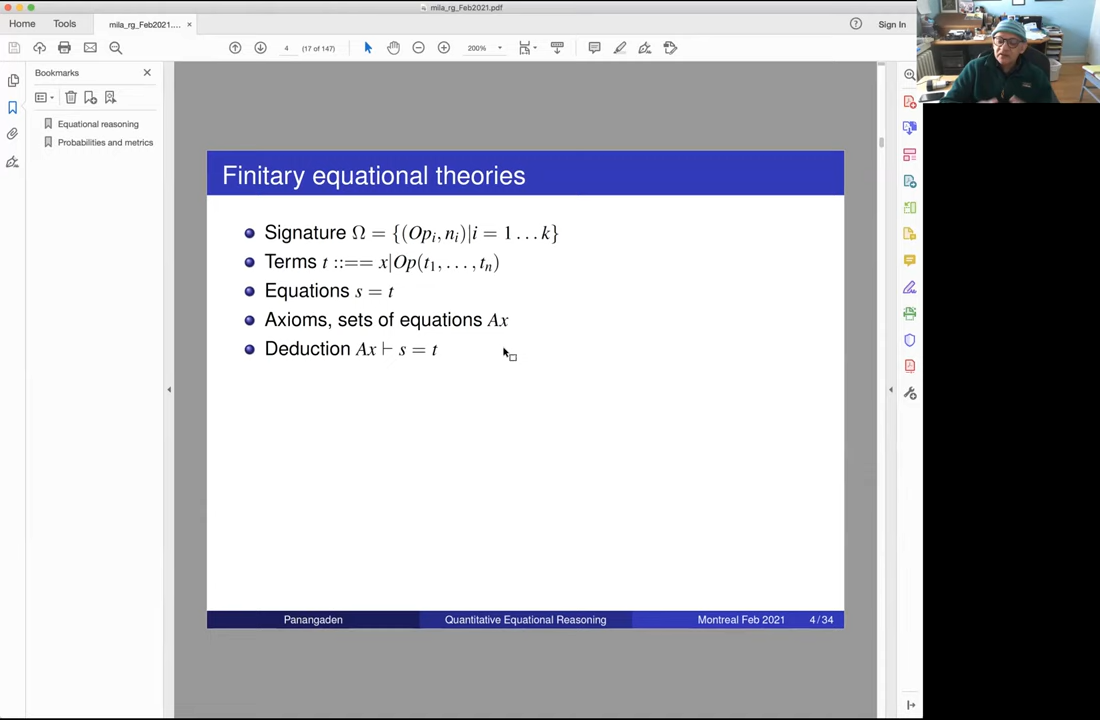 mila_rg_Feb2021.pdf
Home Tools mila_rg_Feb2021.... × Sign In
4 (17 of 147) 200%
Bookmarks
Equational reasoning
Probabilities and metrics
Finitary equational theories
Signature Ω = {(Opᵢ, nᵢ)|i = 1 . . . k}
Terms t ::== x|Op(t₁, . . . , tₙ)
Equations s = t
Axioms, sets of equations Ax
Deduction Ax ⊢ s = t
Panangaden Quantitative Equational Reasoning Montreal Feb 2021 4/34